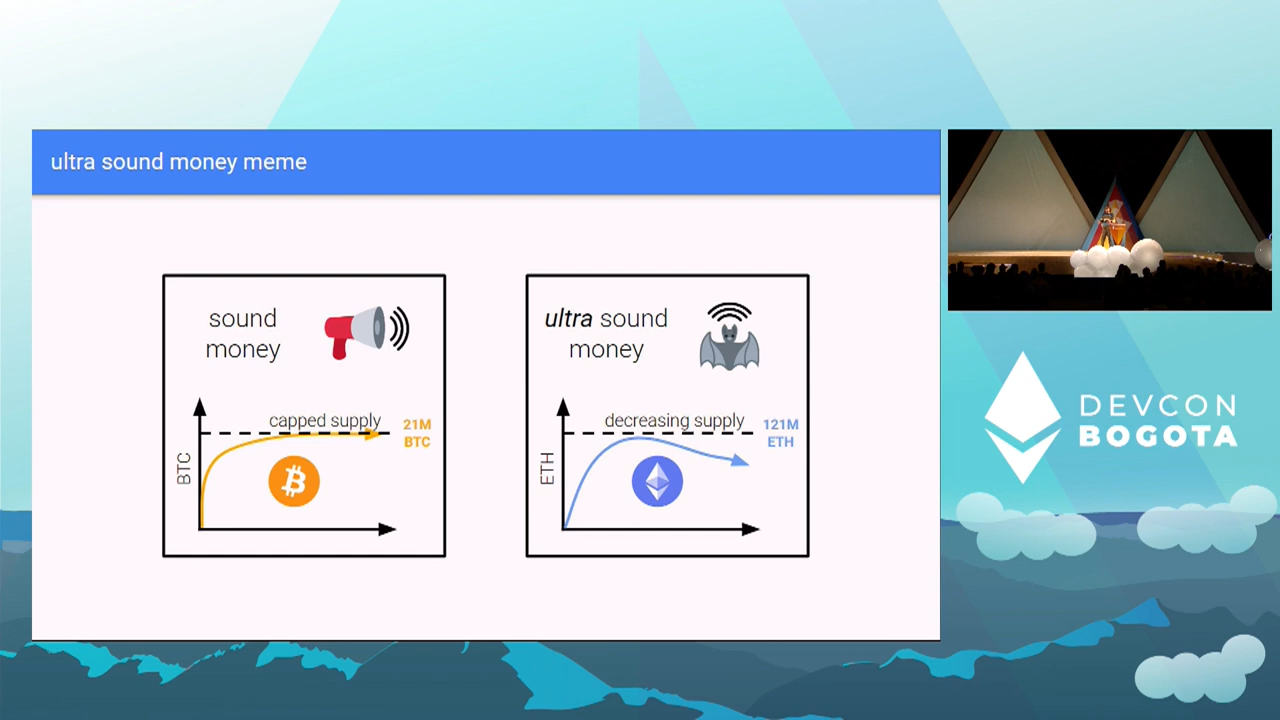 ultra sound money meme
sound
money
capped supply
21M
BTC
BTC
ultra sound
money
decreasing supply
121M
ETH
ETH
DEVCON
BOGOTA